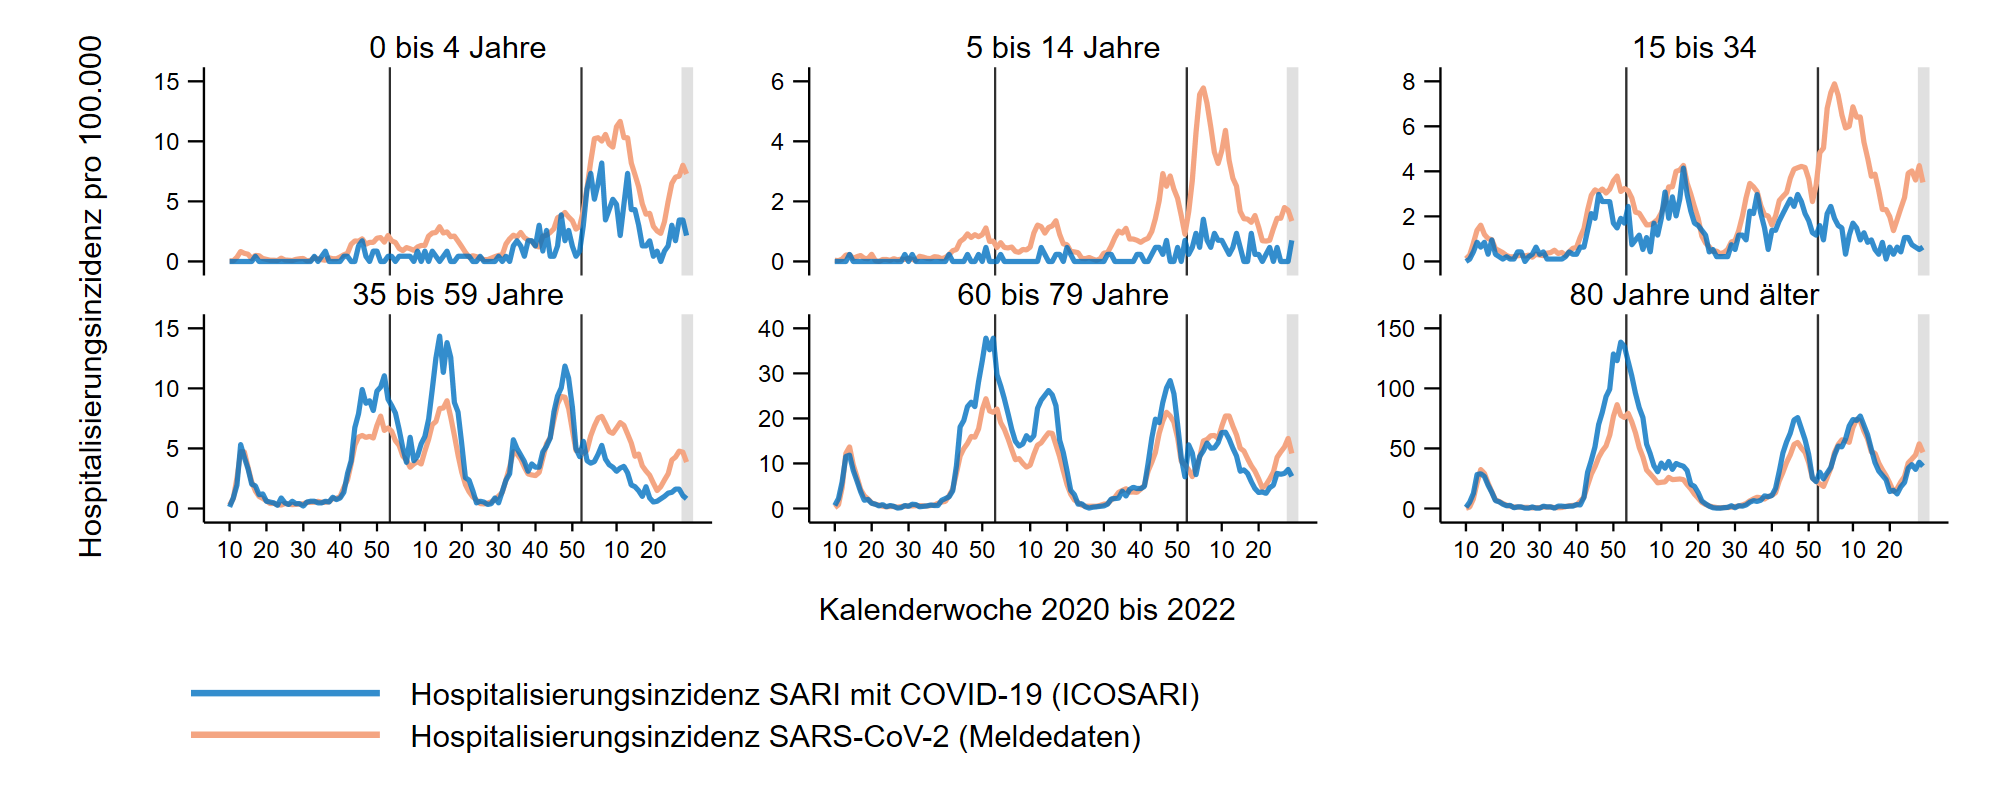 Hospitalisierungsinzidenz pro 100.000
0 bis 4 Jahre
15
10
5
0
5 bis 14 Jahre
6
4
2
0
15 bis 34
8
6
4
2
0
35 bis 59 Jahre
15
10
5
0
10 20 30 40 50 10 20 30 40 50 10 20
60 bis 79 Jahre
40
30
20
10
0
10 20 30 40 50 10 20 30 40 50 10 20
80 Jahre und älter
150
100
50
0
10 20 30 40 50 10 20 30 40 50 10 20
Kalenderwoche 2020 bis 2022
Hospitalisierungsinzidenz SARI mit COVID-19 (ICOSARI)
Hospitalisierungsinzidenz SARS-CoV-2 (Meldedaten)